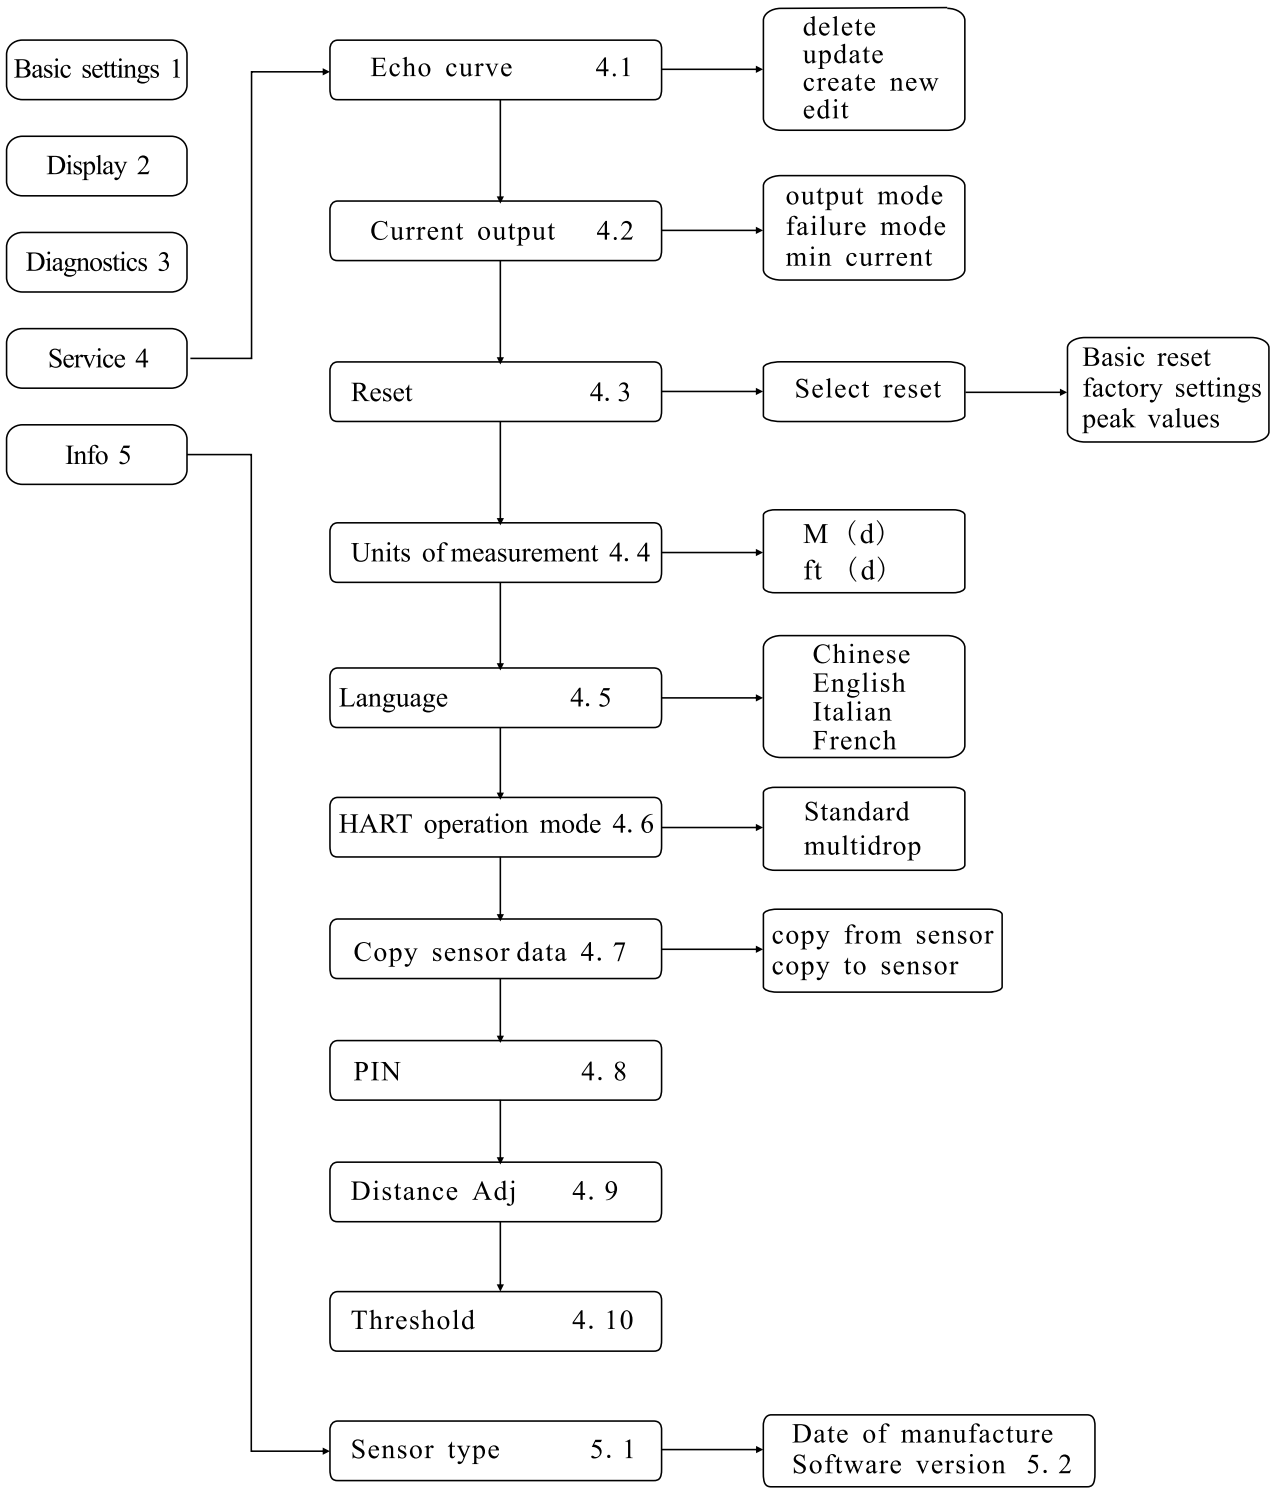 Basic settings 1
Display 2
Diagnostics 3
Service 4
Info 5
Echo curve 4.1
delete
update
create new
edit
Current output 4.2
output mode
failure mode
min current
Reset 4. 3
Select reset
Basic reset
factory settings
peak values
Units of measurement 4. 4
M (d)
ft (d)
Language 4. 5
Chinese
English
Italian
French
HART operation mode 4. 6
Standard
multidrop
Copy sensor data 4. 7
copy from sensor
copy to sensor
PIN 4. 8
Distance Adj 4. 9
Threshold 4. 10
Sensor type 5. 1
Date of manufacture
Software version 5. 2